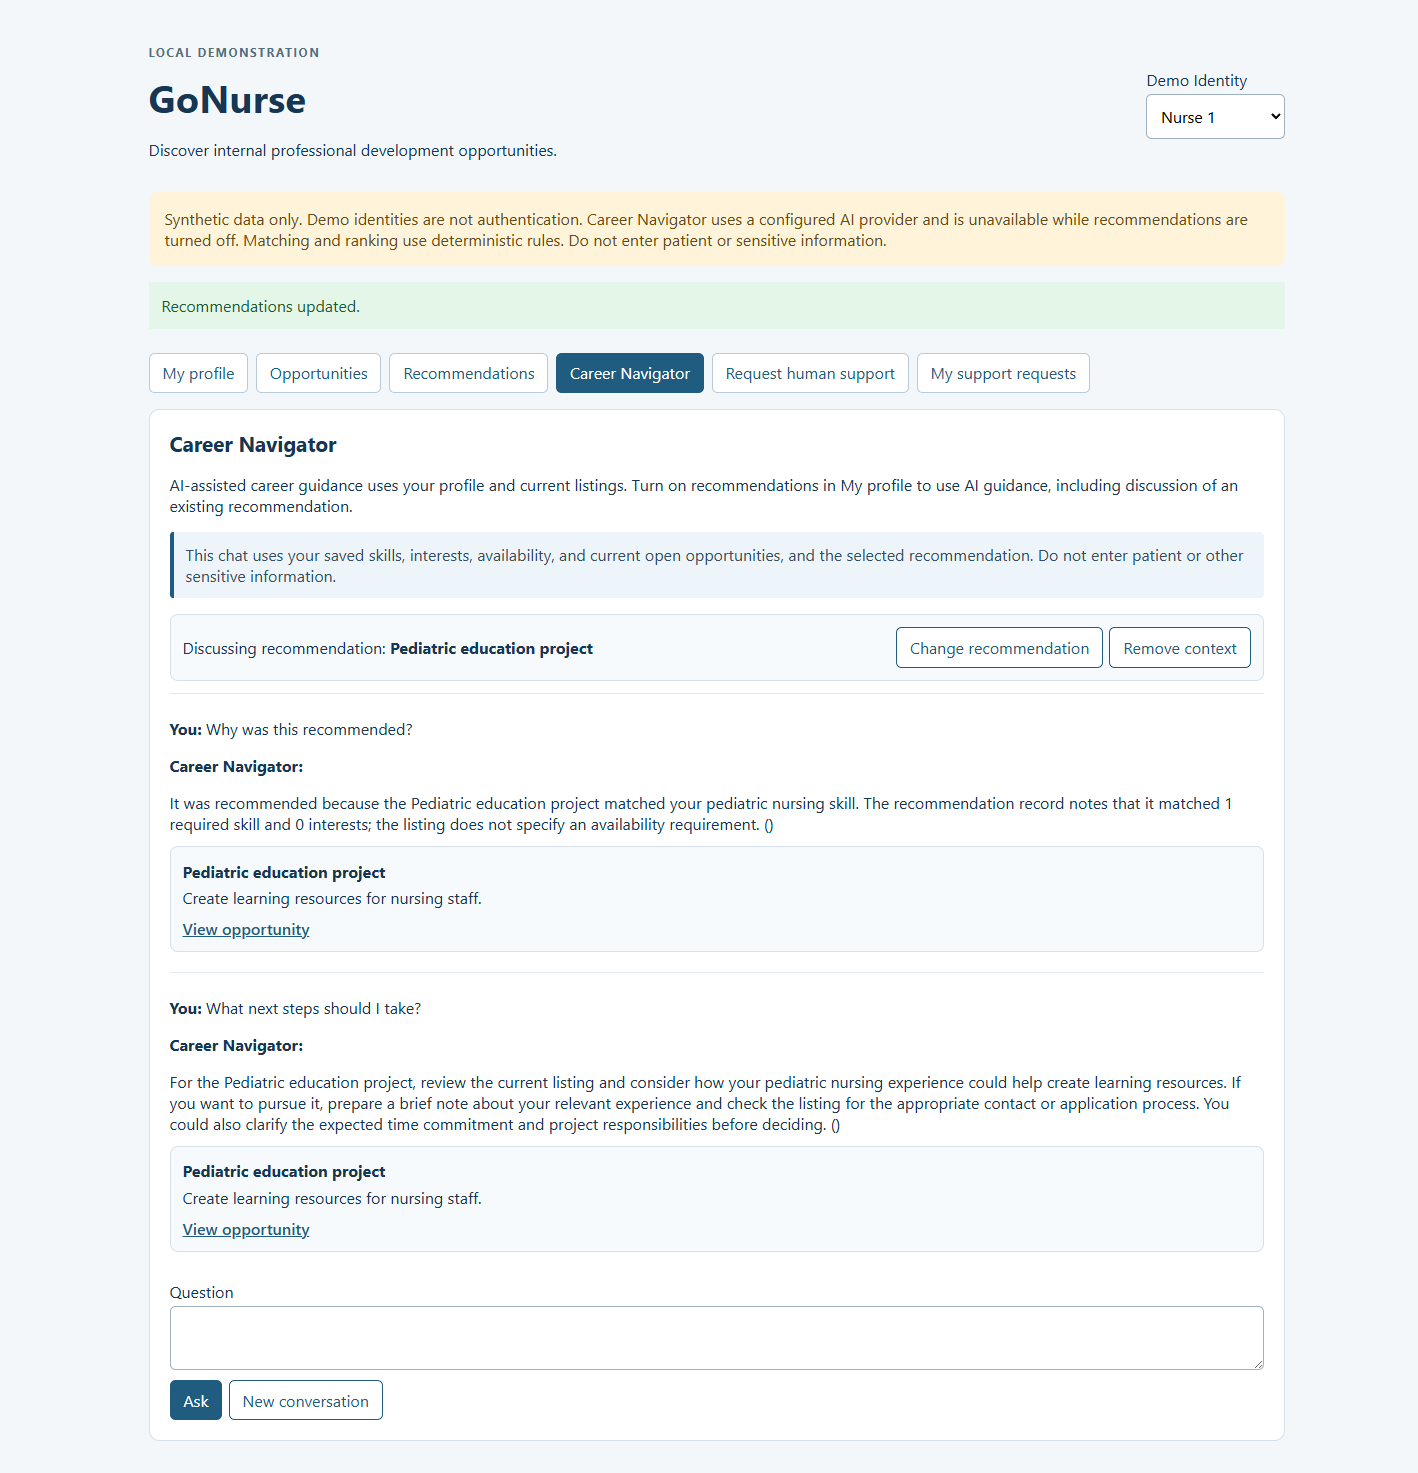 LOCAL DEMONSTRATION
GoNurse
Discover internal professional development opportunities.
Demo Identity
Nurse 1
Synthetic data only. Demo identities are not authentication. Career Navigator uses a configured AI provider and is unavailable while recommendations are
turned off. Matching and ranking use deterministic rules. Do not enter patient or sensitive information.
Recommendations updated.
My profile
Opportunities
Recommendations
Career Navigator
Request human support
My support requests
Career Navigator
AI-assisted career guidance uses your profile and current listings. Turn on recommendations in My profile to use AI guidance, including discussion of an
existing recommendation.
This chat uses your saved skills, interests, availability, and current open opportunities, and the selected recommendation. Do not enter patient or other
sensitive information.
Discussing recommendation: Pediatric education project
Change recommendation
Remove context
You: Why was this recommended?
Career Navigator:
It was recommended because the Pediatric education project matched your pediatric nursing skill. The recommendation record notes that it matched 1
required skill and 0 interests; the listing does not specify an availability requirement. ()
Pediatric education project
Create learning resources for nursing staff.
View opportunity
You: What next steps should I take?
Career Navigator:
For the Pediatric education project, review the current listing and consider how your pediatric nursing experience could help create learning resources. If
you want to pursue it, prepare a brief note about your relevant experience and check the listing for the appropriate contact or application process. You
could also clarify the expected time commitment and project responsibilities before deciding. ()
Pediatric education project
Create learning resources for nursing staff.
View opportunity
Question
Ask
New conversation